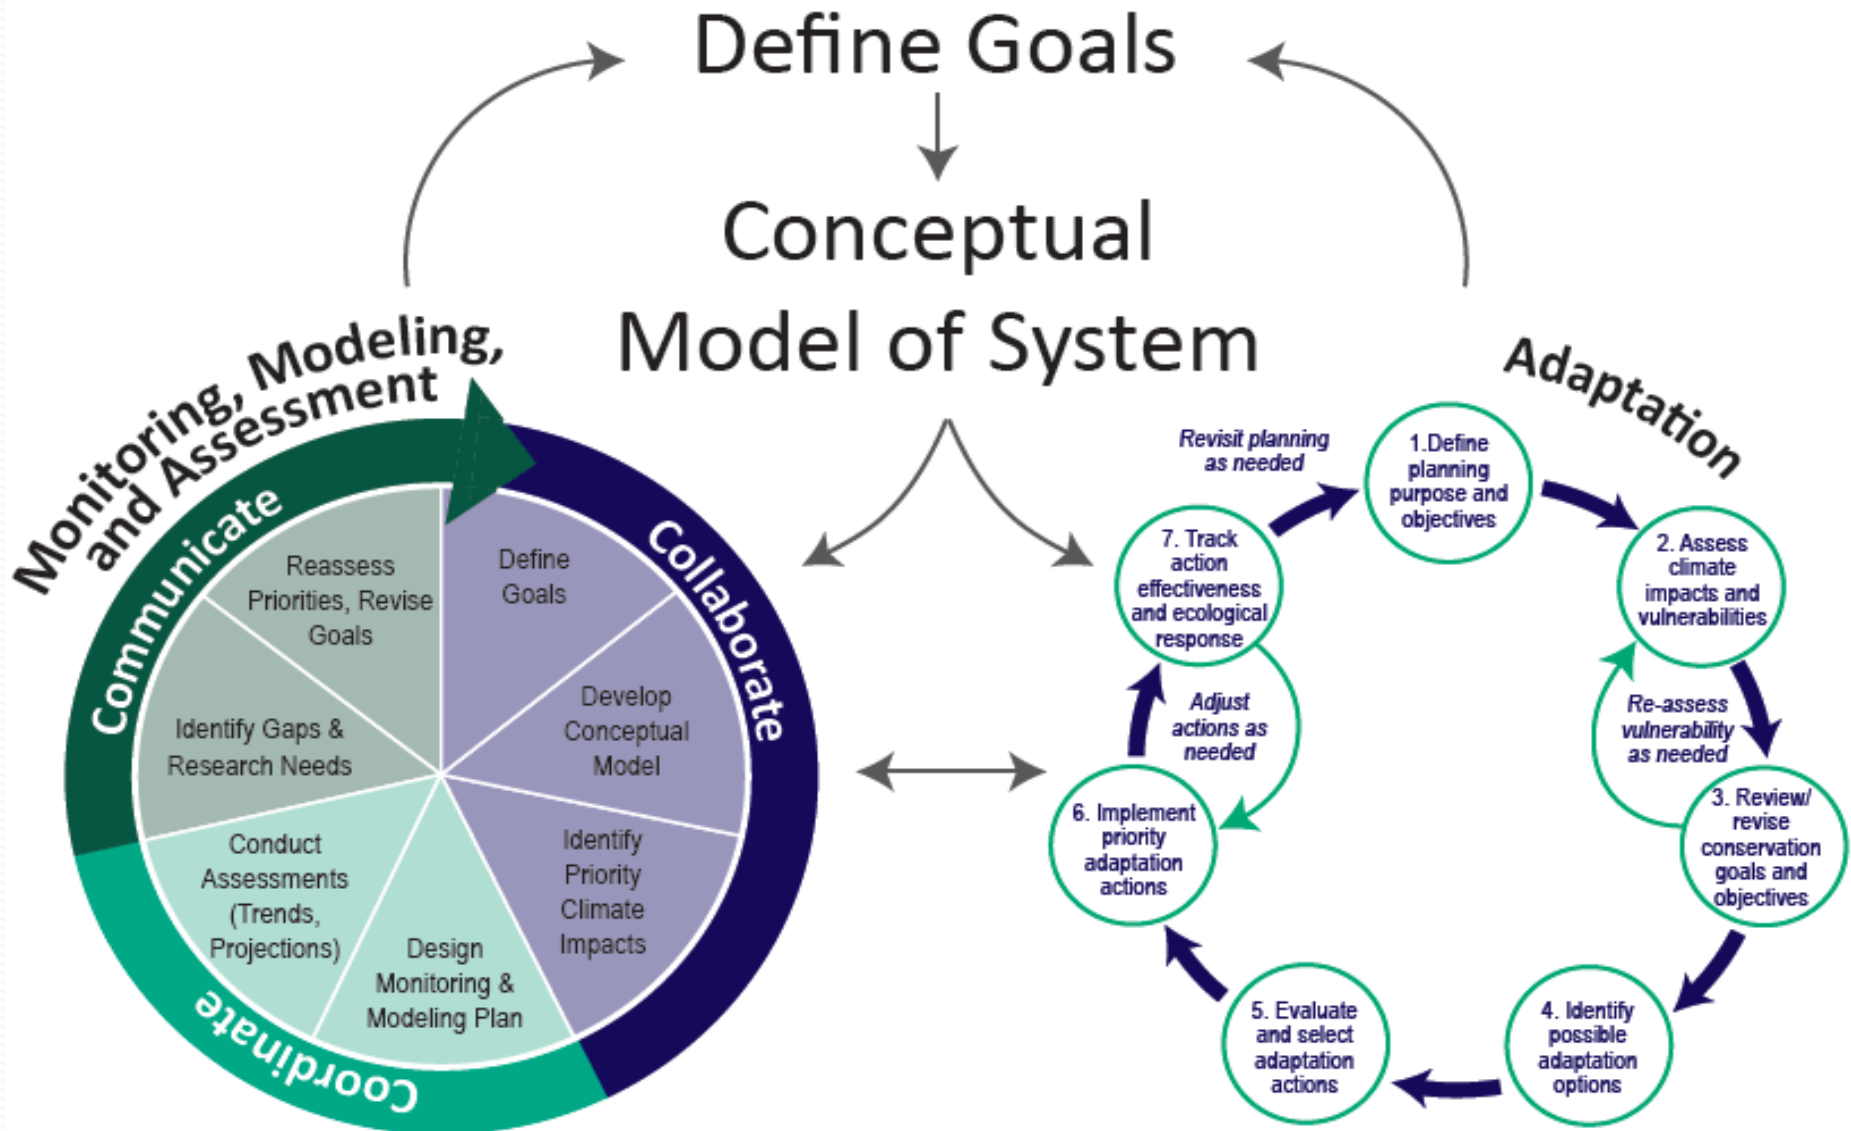 Define Goals
Conceptual
Model of System
Monitoring, Modeling,
and Assessment
Communicate
Collaborate
Coordinate
Define
Goals
Develop
Conceptual
Model
Identify
Priority
Climate
Impacts
Design
Monitoring &
Modeling Plan
Conduct
Assessments
(Trends,
Projections)
Identify Gaps &
Research Needs
Reassess
Priorities, Revise
Goals
Adaptation
1.Define
planning
purpose and
objectives
2. Assess
climate
impacts and
vulnerabilities
Re-assess
vulnerability
as needed
3. Review/
revise
conservation
goals and
objectives
4. Identify
possible
adaptation
options
5. Evaluate
and select
adaptation
actions
6. Implement
priority
adaptation
actions
Adjust
actions as
needed
7. Track
action
effectiveness
and ecological
response
Revisit planning
as needed